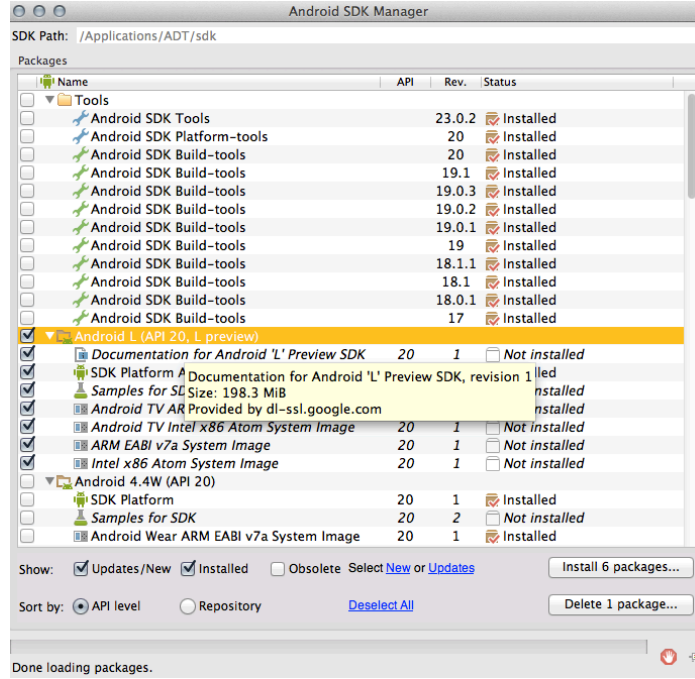 Android SDK Manager
SDK Path: /Applications/ADT/sdk
Packages
Name API Rev. Status
Tools
Android SDK Tools 23.0.2 Installed
Android SDK Platform-tools 20 Installed
Android SDK Build-tools 20 Installed
Android SDK Build-tools 19.1 Installed
Android SDK Build-tools 19.0.3 Installed
Android SDK Build-tools 19.0.2 Installed
Android SDK Build-tools 19.0.1 Installed
Android SDK Build-tools 19 Installed
Android SDK Build-tools 18.1.1 Installed
Android SDK Build-tools 18.1 Installed
Android SDK Build-tools 18.0.1 Installed
Android SDK Build-tools 17 Installed
Android L (API 20, L preview)
Documentation for Android 'L' Preview SDK 20 1 Not installed
SDK Platform
Documentation for Android 'L' Preview SDK, revision 1
Samples for
Size: 198.3 MiB
Android TV
Provided by dl-ssl.google.com
Android TV Intel x86 Atom System Image 20 1 Not installed
ARM EABI v7a System Image 20 1 Not installed
Intel x86 Atom System Image 20 1 Not installed
Android 4.4W (API 20)
SDK Platform 20 1 Installed
Samples for SDK 20 2 Not installed
Android Wear ARM EABI v7a System Image 20 1 Installed
Show: Updates/New Installed Obsolete Select New or Updates Install 6 packages...
Sort by: API level Repository Deselect All Delete 1 package...
Done loading packages.